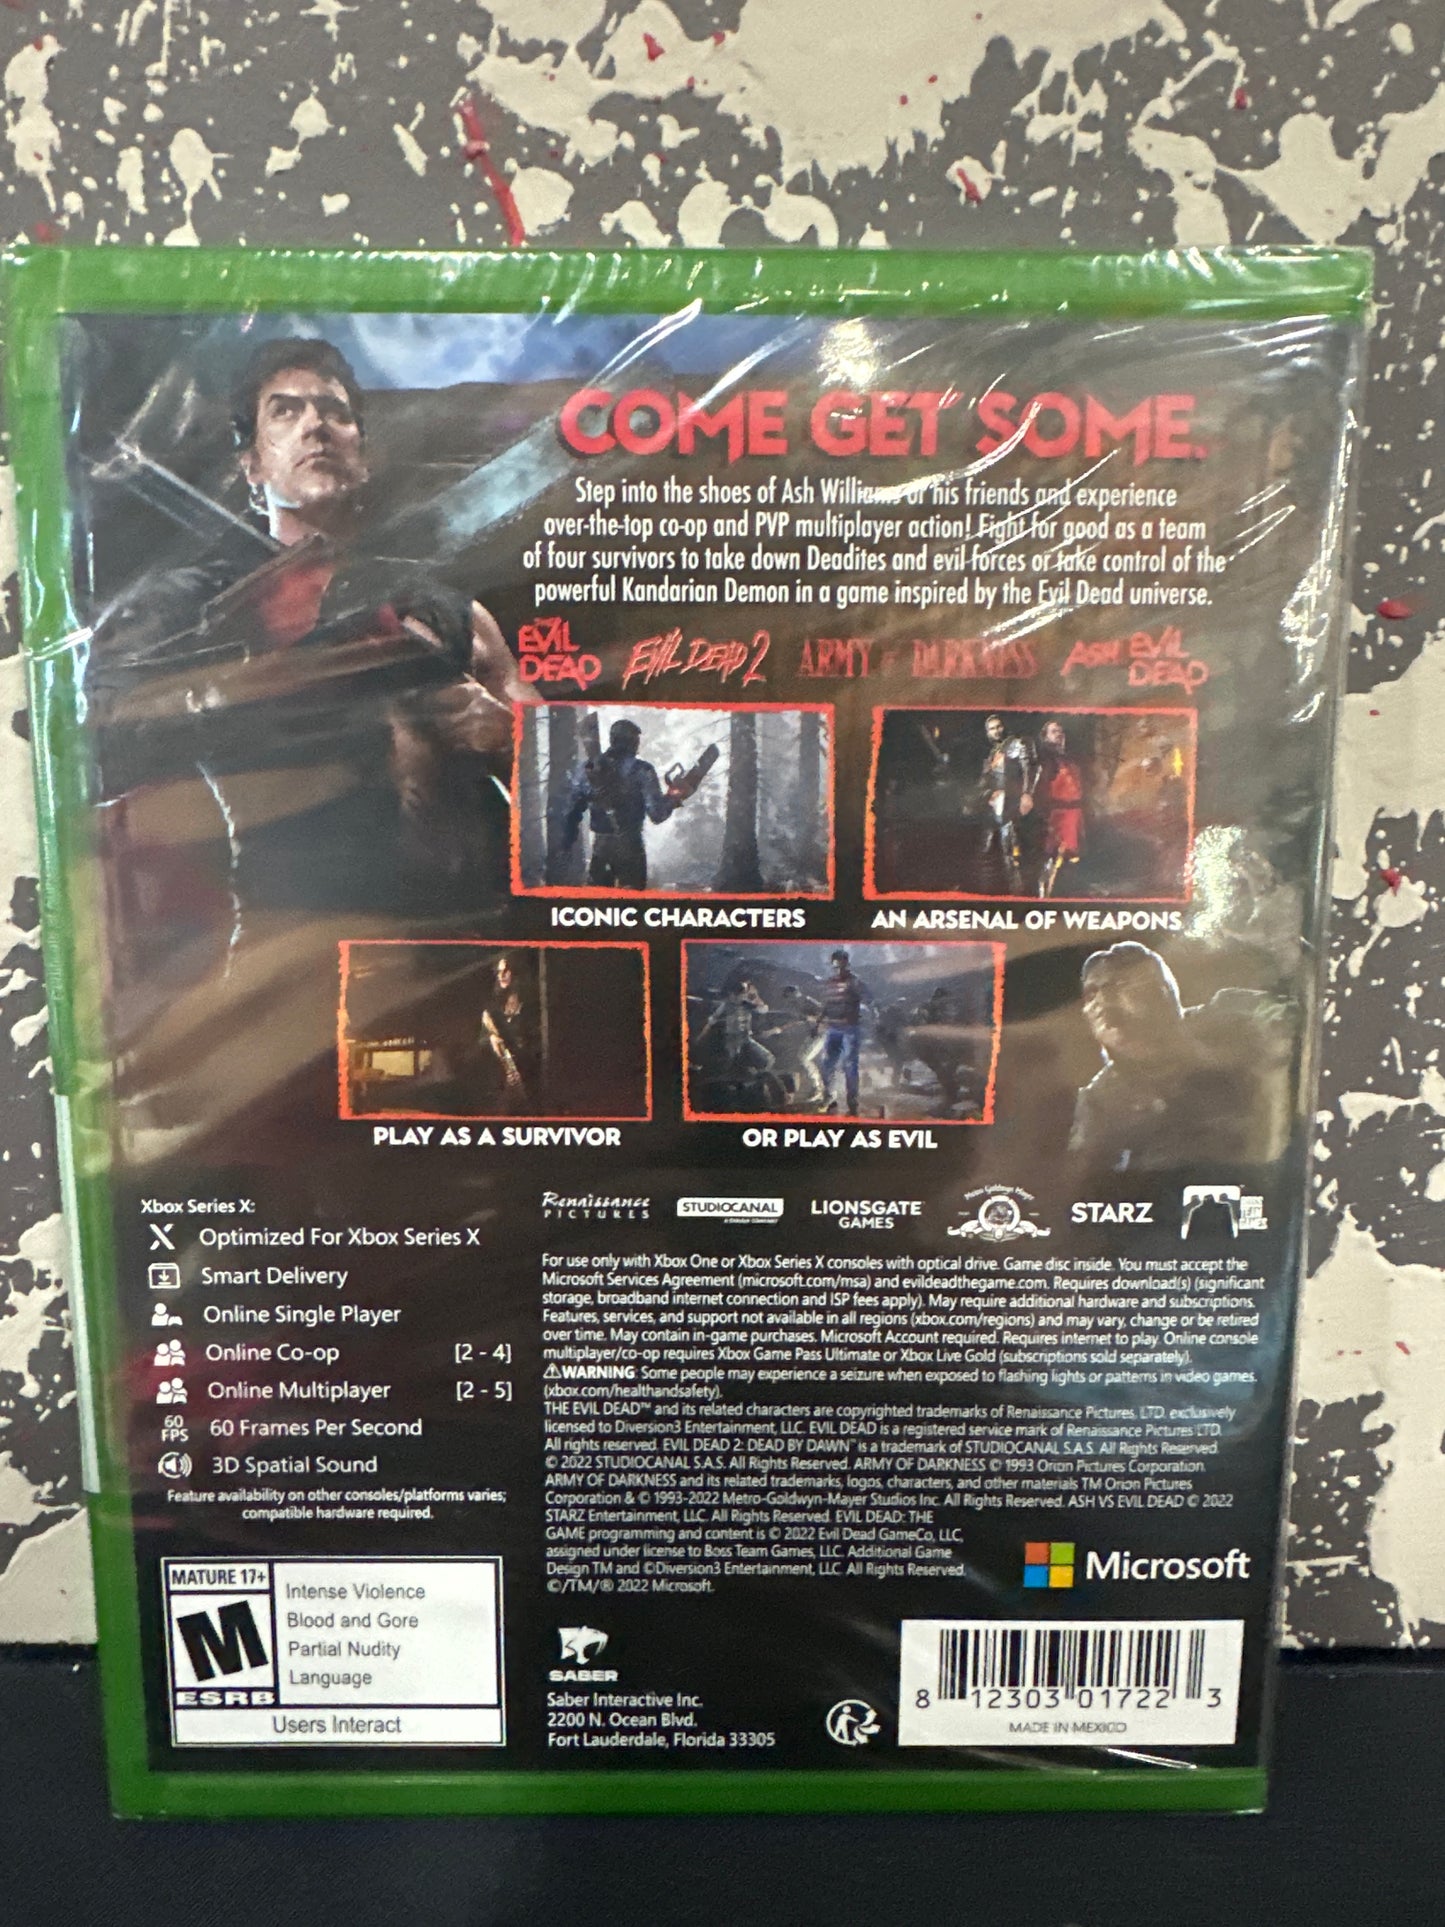 COME GET SOME.
Step into the shoes of Ash Williams or his friends and experience
over-the-top co-op and PVP multiplayer action! Fight for good as a team
of four survivors to take down Deadites and evil forces or take control of the
powerful Kandarian Demon in a game inspired by the Evil Dead universe.
THE EVIL DEAD EVIL DEAD 2 ARMY OF DARKNESS ASH VS EVIL DEAD
ICONIC CHARACTERS
AN ARSENAL OF WEAPONS
PLAY AS A SURVIVOR
OR PLAY AS EVIL
Xbox Series X:
Optimized For Xbox Series X
Smart Delivery
Online Single Player
Online Co-op [2 - 4]
Online Multiplayer [2 - 5]
60 FPS 60 Frames Per Second
3D Spatial Sound
Feature availability on other consoles/platforms varies;
compatible hardware required.
Renaissance PICTURES STUDIOCANAL LIONSGATE GAMES Metro Goldwyn Mayer STARZ
For use only with Xbox One or Xbox Series X consoles with optical drive. Game disc inside. You must accept the
Microsoft Services Agreement (microsoft.com/msa) and evildeadthegame.com. Requires download(s) (significant
storage, broadband internet connection and ISP fees apply). May require additional hardware and subscriptions.
Features, services, and support not available in all regions (xbox.com/regions) and may vary, change or be retired
over time. May contain in-game purchases. Microsoft Account required. Requires internet to play. Online console
multiplayer/co-op requires Xbox Game Pass Ultimate or Xbox Live Gold (subscriptions sold separately).
⚠WARNING: Some people may experience a seizure when exposed to flashing lights or patterns in video games.
(xbox.com/healthandsafety).
THE EVIL DEAD™ and its related characters are copyrighted trademarks of Renaissance Pictures, LTD. exclusively
licensed to Diversion3 Entertainment, LLC. EVIL DEAD is a registered service mark of Renaissance Pictures LTD.
All rights reserved. EVIL DEAD 2: DEAD BY DAWN™ is a trademark of STUDIOCANAL S.A.S. All Rights Reserved.
© 2022 STUDIOCANAL S.A.S. All Rights Reserved. ARMY OF DARKNESS © 1993 Orion Pictures Corporation.
ARMY OF DARKNESS and its related trademarks, logos, characters, and other materials TM Orion Pictures
Corporation & © 1993-2022 Metro-Goldwyn-Mayer Studios Inc. All Rights Reserved. ASH VS EVIL DEAD © 2022
STARZ Entertainment, LLC. All Rights Reserved. EVIL DEAD: THE
GAME programming and content is © 2022 Evil Dead GameCo, LLC,
assigned under license to Boss Team Games, LLC. Additional Game
Design TM and ©Diversion3 Entertainment, LLC. All Rights Reserved.
©/TM/® 2022 Microsoft.
Microsoft
MATURE 17+
M
ESRB
Intense Violence
Blood and Gore
Partial Nudity
Language
Users Interact
SABER
Saber Interactive Inc.
2200 N. Ocean Blvd.
Fort Lauderdale, Florida 33305
8 12303 01722 3
MADE IN MEXICO